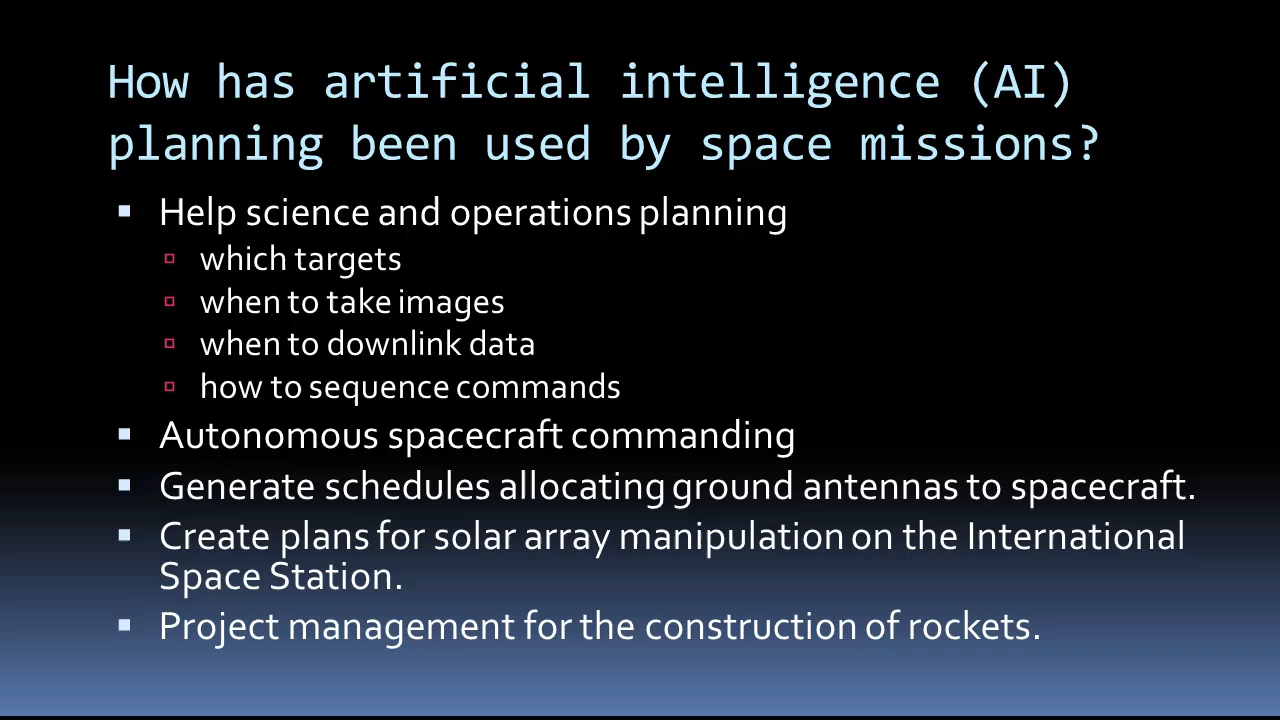 How has artificial intelligence (AI)
planning been used by space missions?
Help science and operations planning
which targets
when to take images
when to downlink data
how to sequence commands
Autonomous spacecraft commanding
Generate schedules allocating ground antennas to spacecraft.
Create plans for solar array manipulation on the International
Space Station.
Project management for the construction of rockets.